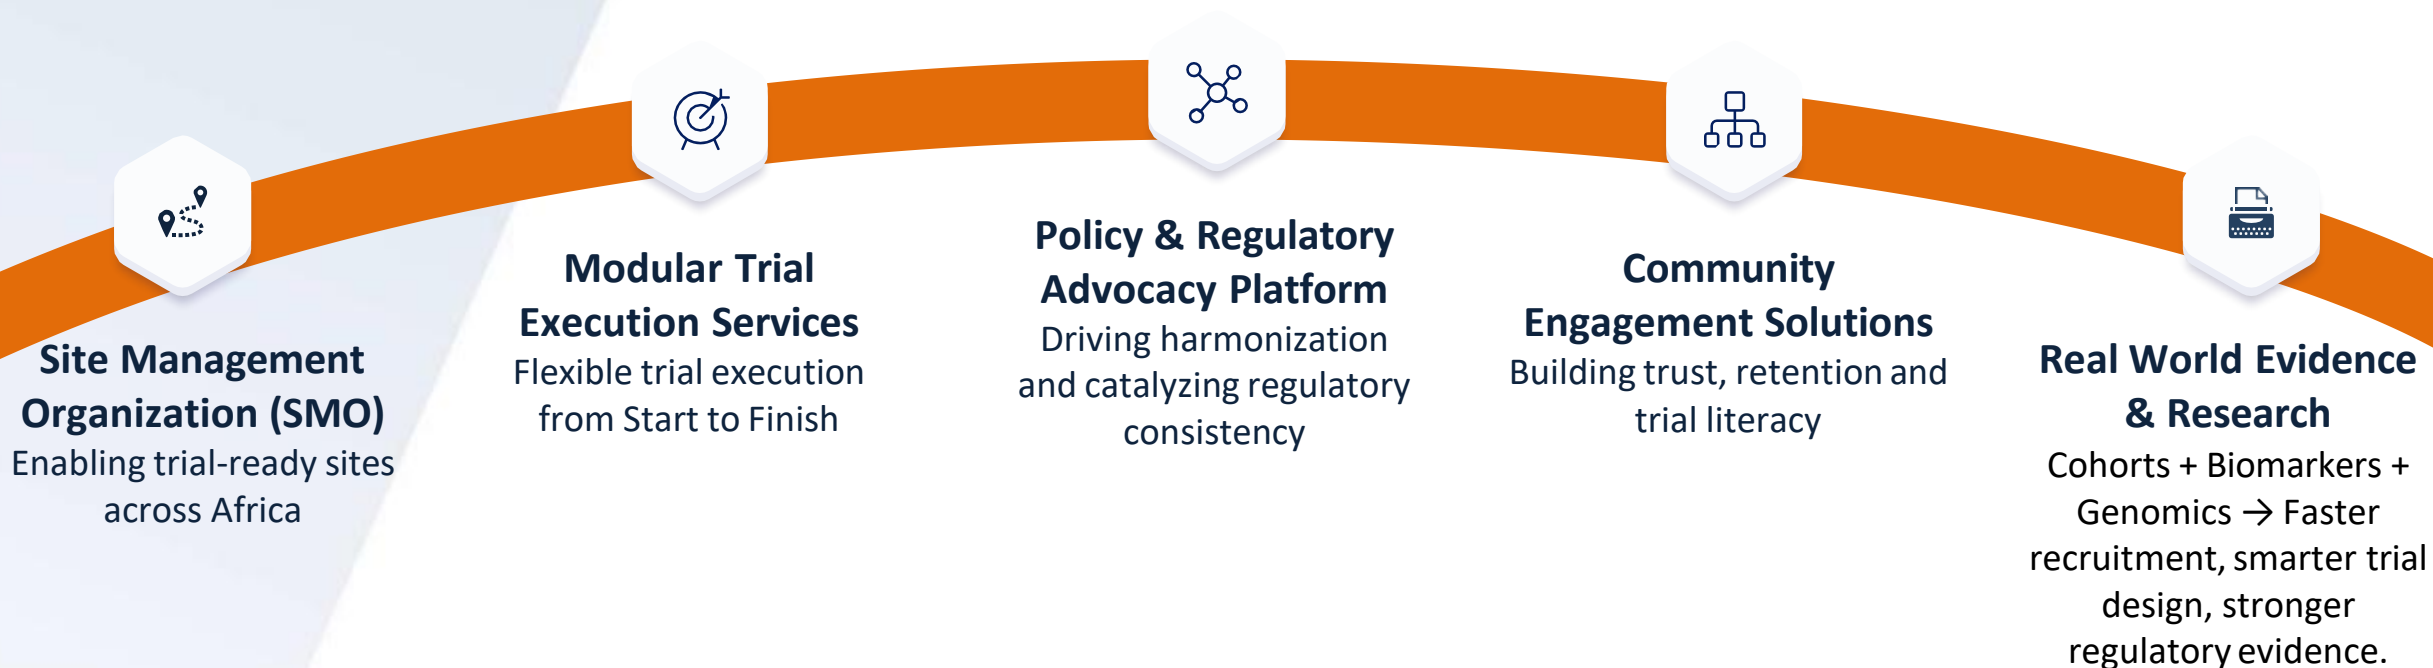 Site Management
Organization (SMO)
Enabling trial-ready sites
across Africa
Modular Trial
Execution Services
Flexible trial execution
from Start to Finish
Policy & Regulatory
Advocacy Platform
Driving harmonization
and catalyzing regulatory
consistency
Community
Engagement Solutions
Building trust, retention and
trial literacy
Real World Evidence
& Research
Cohorts + Biomarkers +
Genomics → Faster
recruitment, smarter trial
design, stronger
regulatory evidence.